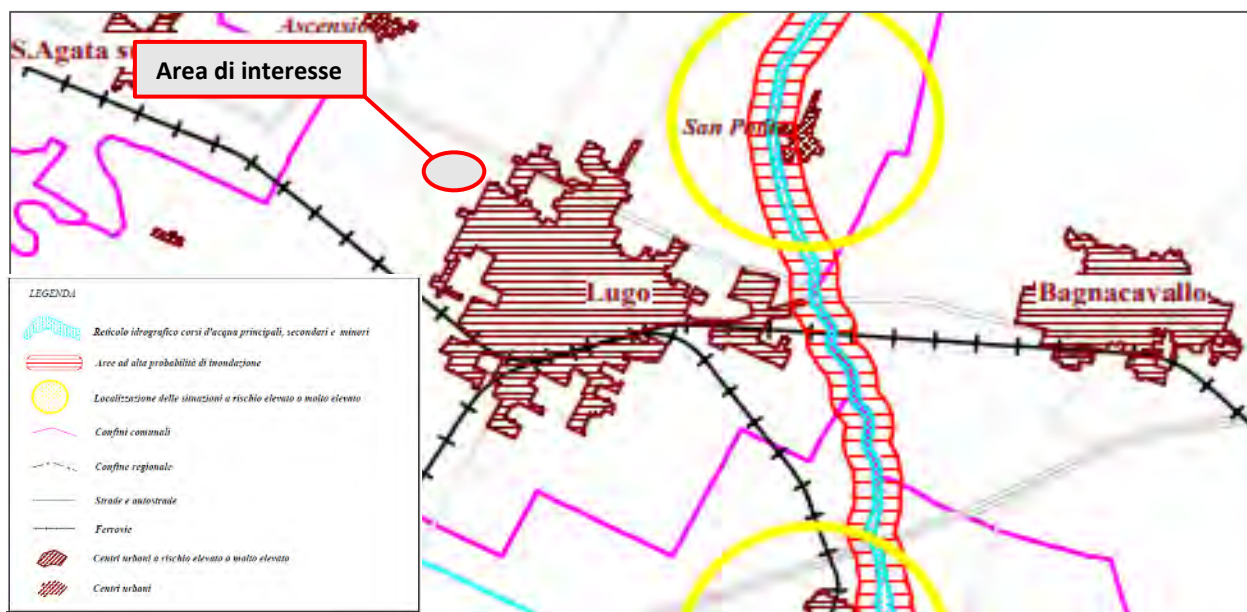 Ascensio
S.Agata su
Area di interesse
San Potito
Lugo
Bagnacavallo
LEGENDA
Reticolo idrografico corsi d'acqua principali, secondari e minori
Aree ad alta probabilità di inondazione
Localizzazione delle situazioni a rischio elevato o molto elevato
Confini comunali
Confine regionale
Strade e autostrade
Ferrovie
Centri urbani a rischio elevato o molto elevato
Centri urbani